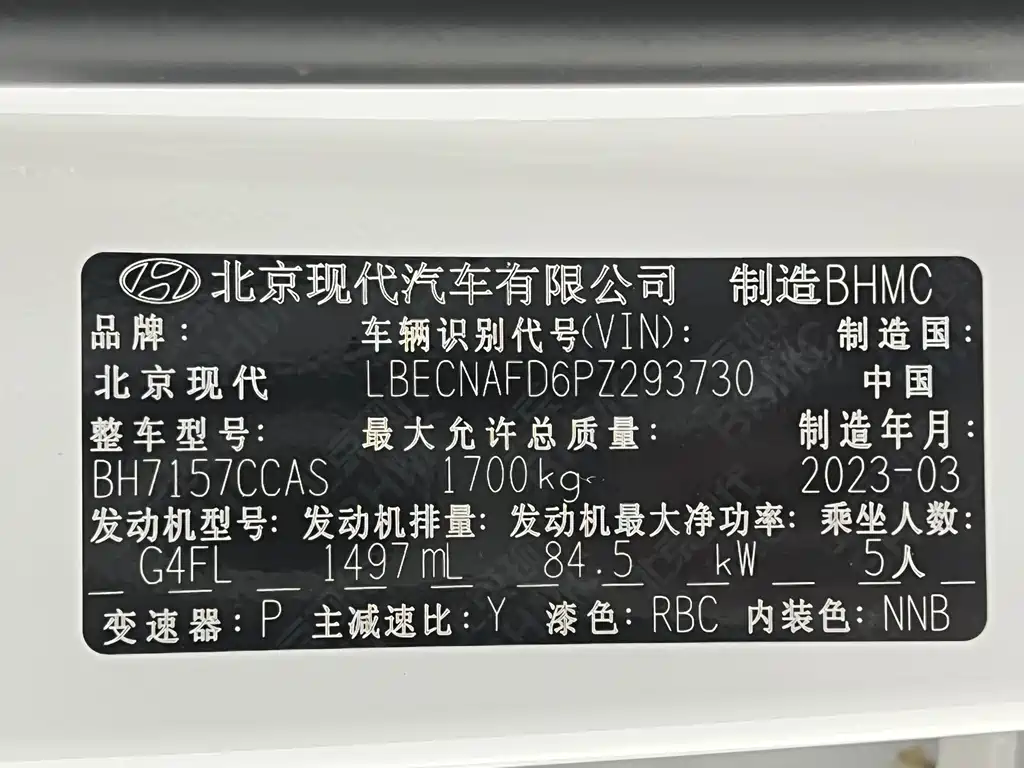 北京现代汽车有限公司 制造BHMC
品牌: 车辆识别代号(VIN): 制造国:
北京现代 LBECNAFD6PZ293730 中国
整车型号: 最大允许总质量: 制造年月:
BH7157CCAS 1700kg 2023-03
发动机型号: 发动机排量: 发动机最大净功率: 乘坐人数:
G4FL 1497mL 84.5 kW 5人
变速器: P 主减速比: Y 漆色: RBC 内装色: NNB